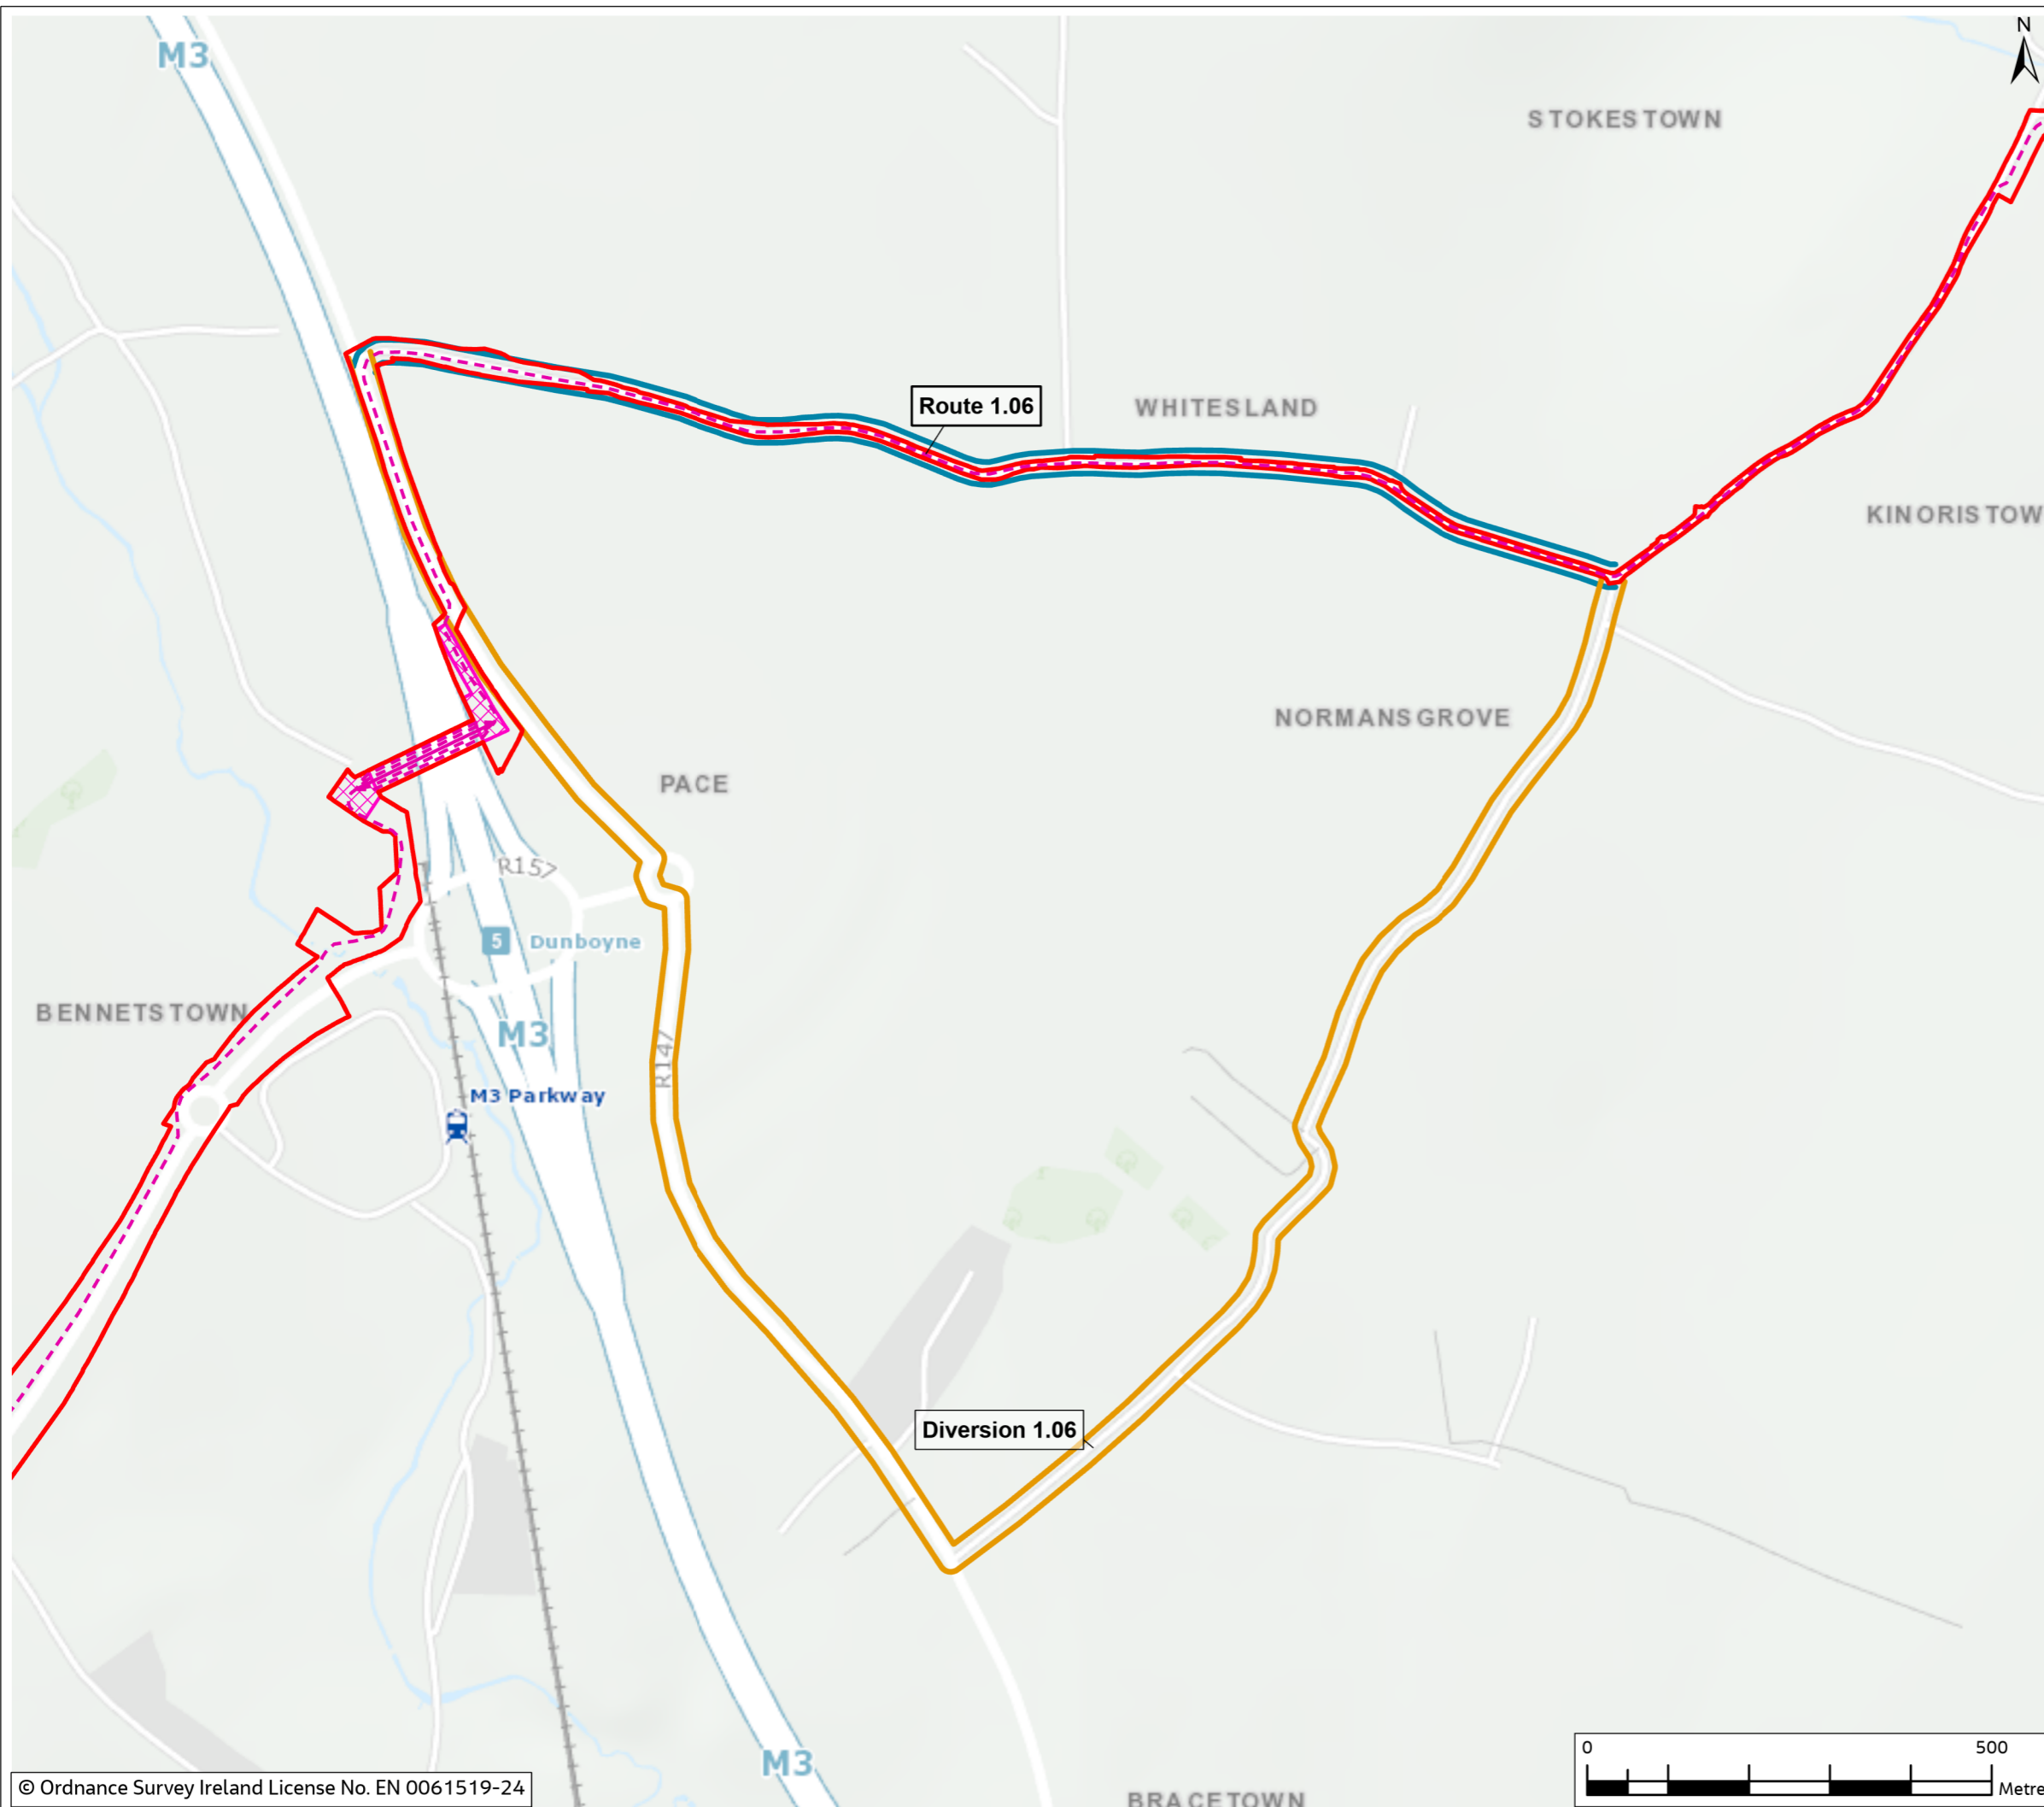 N
M3
STOKESTOWN
Route 1.06
WHITESLAND
KINORISTOW
NORMANSGROVE
PACE
R157
5
Dunboyne
BENNETSTOWN
M3
R147
M3 Parkway
Diversion 1.06
M3
0
500
Metre
© Ordnance Survey Ireland License No. EN 0061519-24
BRACETOWN